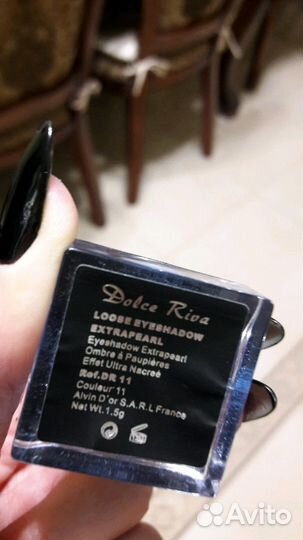 Dolce Riva
LOOSE EYESHADOW
EXTRAPEARL
Eyeshadow Extrapearl
Ombre á Paupières
Effet Ultra Nacreé
Ref.DR 11
Couleur 11
Alvin D'or S.A.R.L France
Net Wt.1.5g
Avito